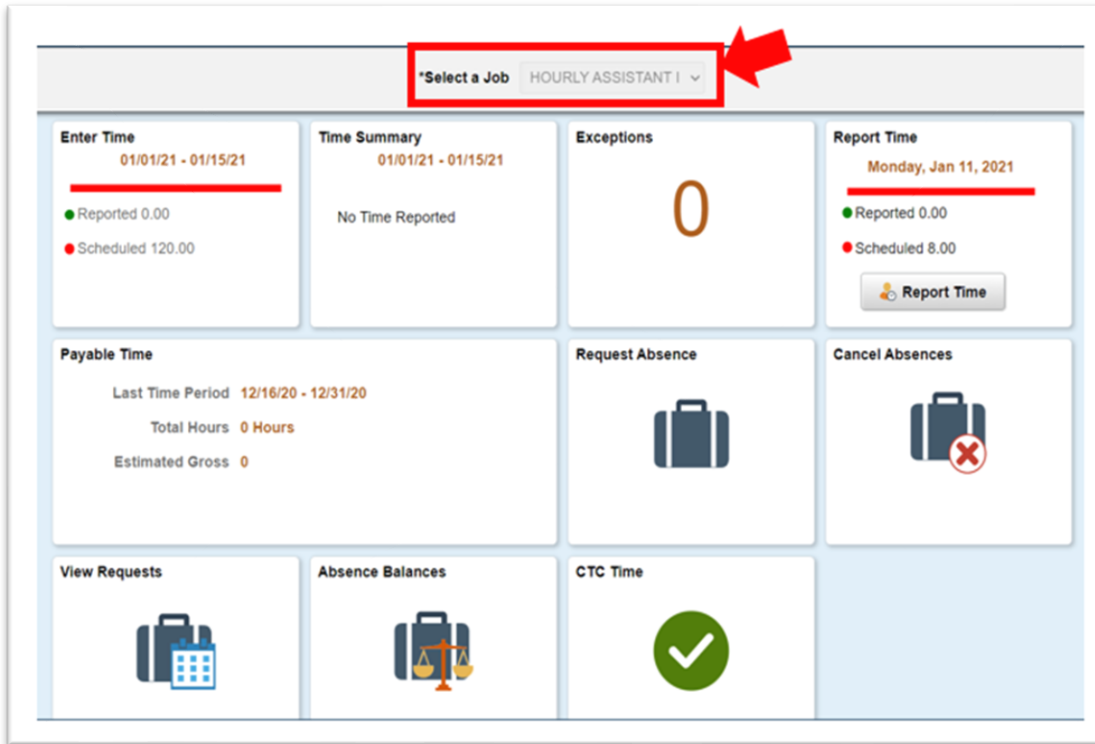 *Select a Job HOURLY ASSISTANT I
Enter Time
01/01/21 - 01/15/21
Reported 0.00
Scheduled 120.00
Time Summary
01/01/21 - 01/15/21
No Time Reported
Exceptions
0
Report Time
Monday, Jan 11, 2021
Reported 0.00
Scheduled 8.00
Report Time
Payable Time
Last Time Period 12/16/20 - 12/31/20
Total Hours 0 Hours
Estimated Gross 0
Request Absence
Cancel Absences
View Requests
Absence Balances
CTC Time